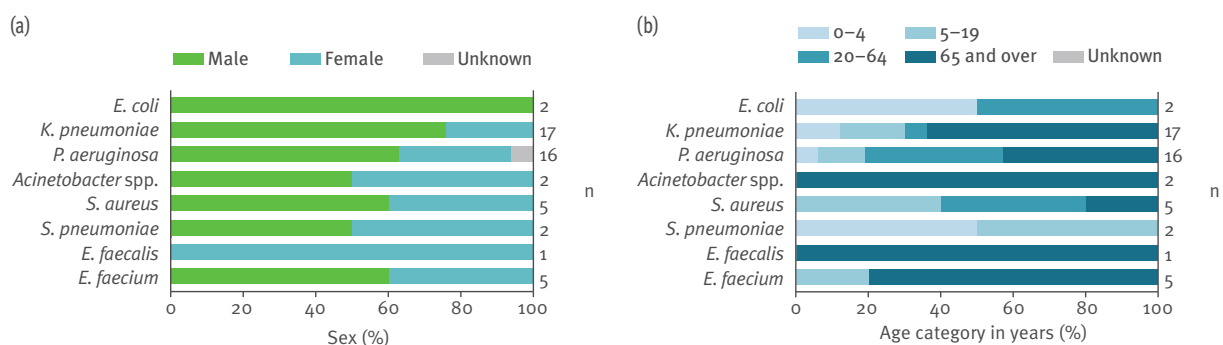 (a)
Male Female Unknown
E. coli 2
K. pneumoniae 17
P. aeruginosa 16
Acinetobacter spp. 2
S. aureus 5
S. pneumoniae 2
E. faecalis 1
E. faecium 5
n
0 20 40 60 80 100
Sex (%)
(b)
0–4 5–19
20–64 65 and over Unknown
E. coli 2
K. pneumoniae 17
P. aeruginosa 16
Acinetobacter spp. 2
S. aureus 5
S. pneumoniae 2
E. faecalis 1
E. faecium 5
n
0 20 40 60 80 100
Age category in years (%)